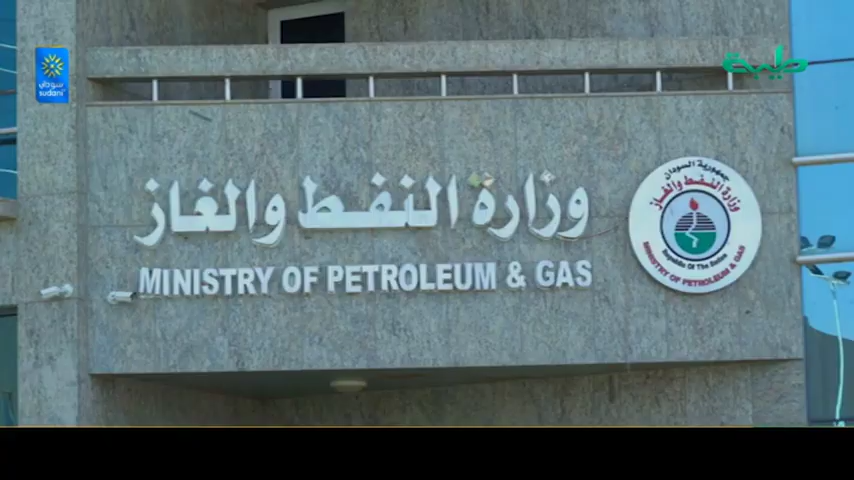 سوداني
sudani
طيبة
وزارة النفط والغاز
MINISTRY OF PETROLEUM & GAS
جمهورية السودان
وزارة النفط والغاز
Republic Of The Sudan
MINISTRY OF PETROLEUM & GAS